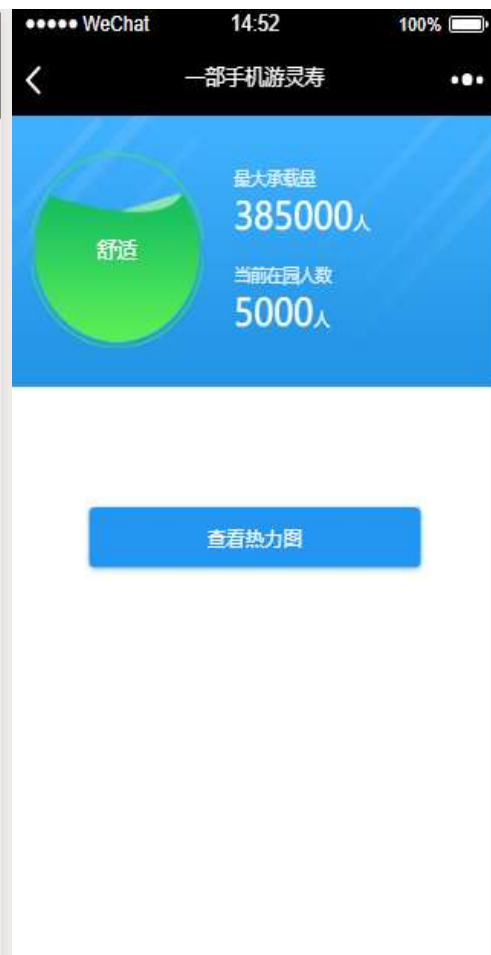 WeChat 14:52 100%
一部手机游灵寿
最大承载量
385000人
舒适
当前在园人数
5000人
查看热力图